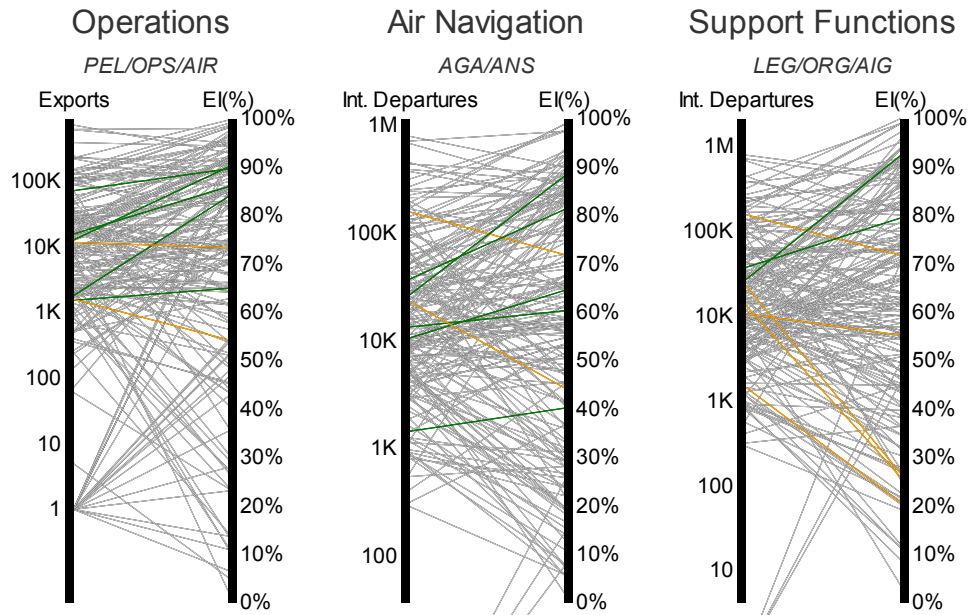 Operations
PEL/OPS/AIR
Exports
EI(%)
100K
10K
1K
100
10
1
100%
90%
80%
70%
60%
50%
40%
30%
20%
10%
0%
Air Navigation
AGA/ANS
Int. Departures
EI(%)
1M
100K
10K
1K
100
100%
90%
80%
70%
60%
50%
40%
30%
20%
10%
0%
Support Functions
LEG/ORG/AIG
Int. Departures
EI(%)
1M
100K
10K
1K
100
10
100%
90%
80%
70%
60%
50%
40%
30%
20%
10%
0%